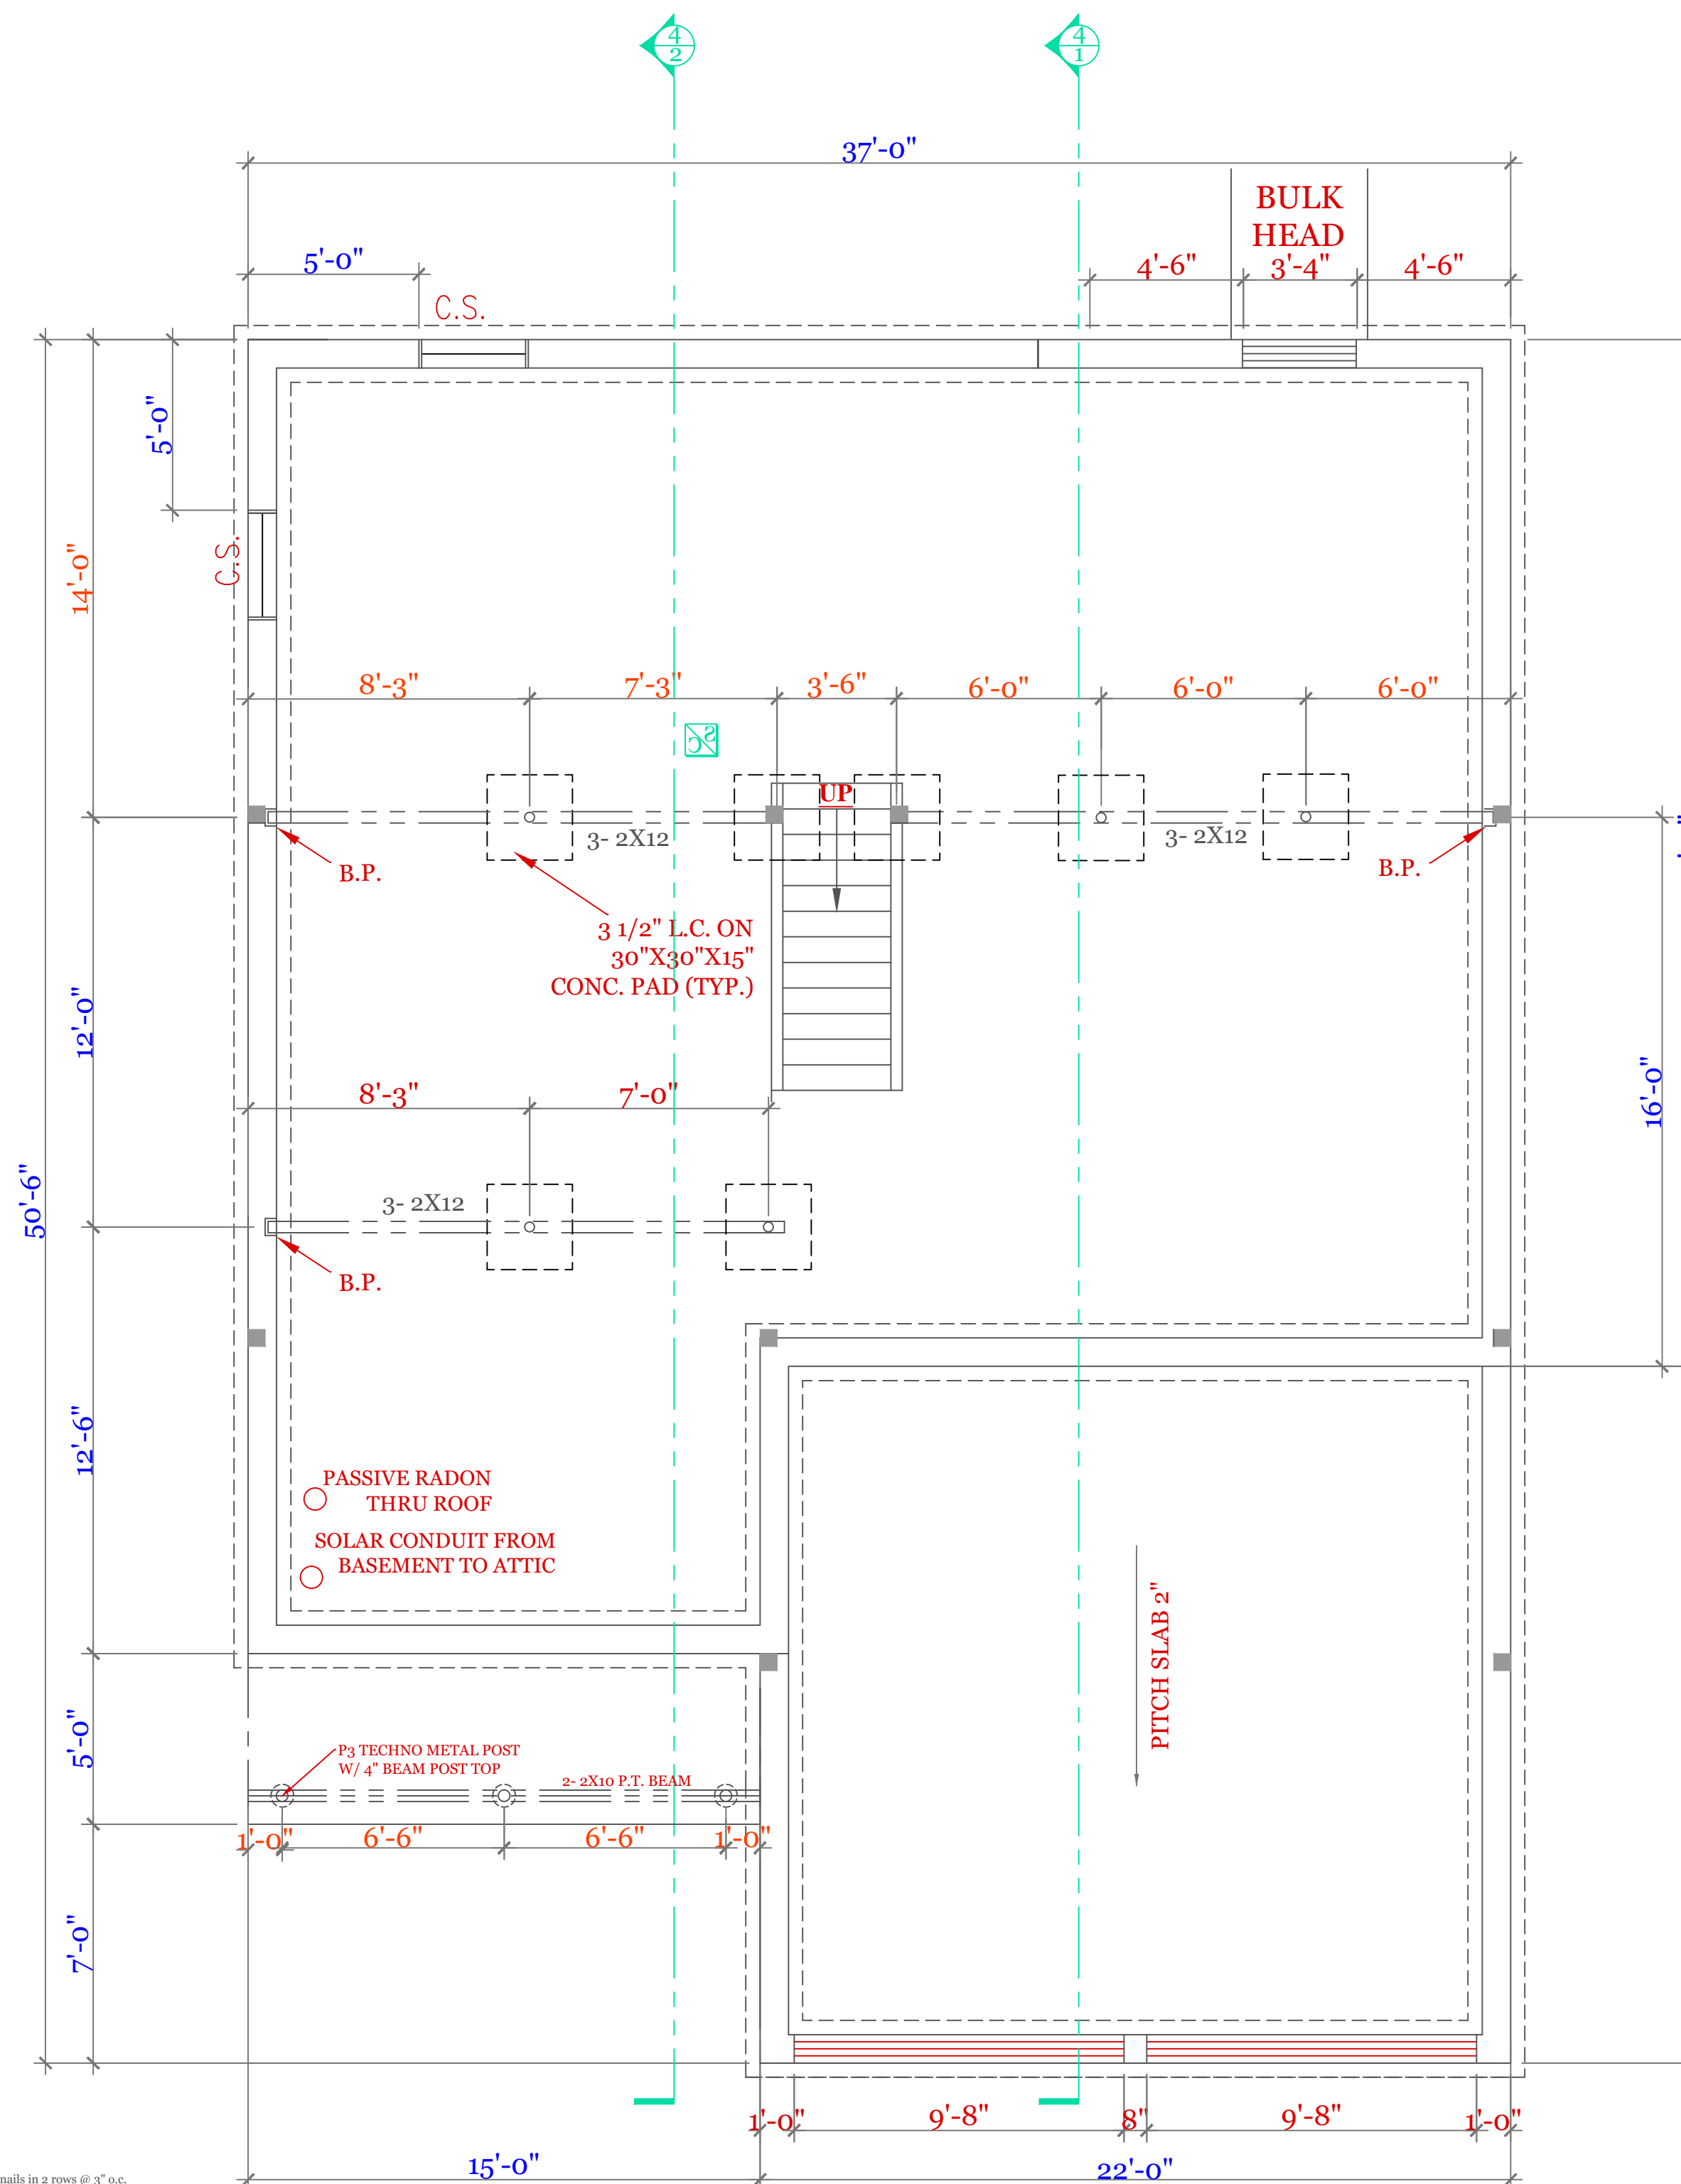 4
2
4
1
37'-0"
BULK
HEAD
5'-0"
4'-6"
3'-4"
4'-6"
C.S.
5'-0"
C.S.
14'-0"
8'-3"
7'-3"
3'-6"
6'-0"
6'-0"
6'-0"
SC
UP
3- 2X12
3- 2X12
B.P.
B.P.
3 1/2" L.C. ON
30"X30"X15"
CONC. PAD (TYP.)
12'-0"
16'-0"
8'-3"
7'-0"
3- 2X12
50'-6"
B.P.
12'-6"
PASSIVE RADON
THRU ROOF
SOLAR CONDUIT FROM
BASEMENT TO ATTIC
PITCH SLAB 2"
5'-0"
P3 TECHNO METAL POST
W/ 4" BEAM POST TOP
2- 2X10 P.T. BEAM
1'-0"
6'-6"
6'-6"
1'-0"
7'-0"
1'-0"
9'-8"
8"
9'-8"
1'-0"
15'-0"
22'-0"
nails in 2 rows @ 3" o.c.